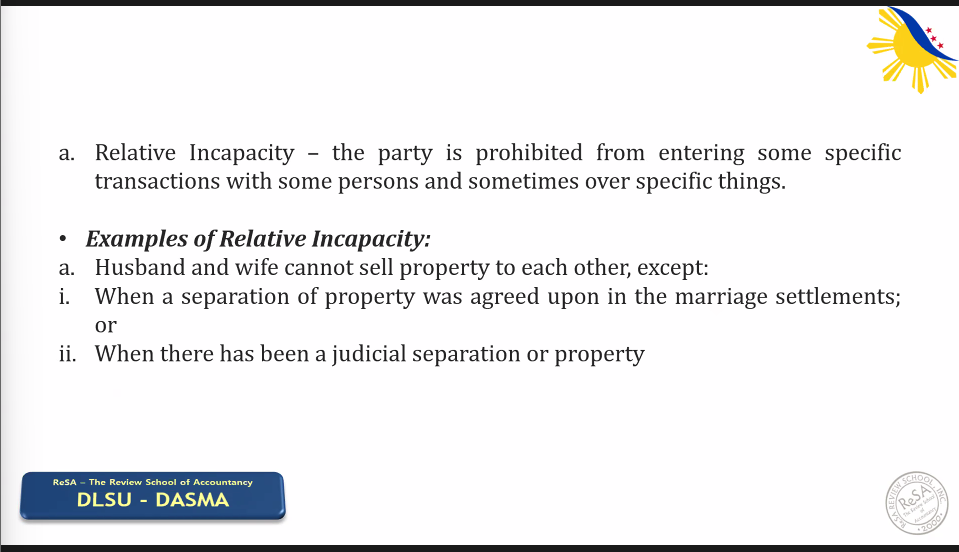 a. Relative Incapacity – the party is prohibited from entering some specific
transactions with some persons and sometimes over specific things.
• Examples of Relative Incapacity:
a. Husband and wife cannot sell property to each other, except:
i. When a separation of property was agreed upon in the marriage settlements;
or
ii. When there has been a judicial separation or property
ReSA – The Review School of Accountancy
DLSU - DASMA
ReSA REVIEW SCHOOL, INC.
ReSA
The Review School
of
Accountancy
• 2000 •